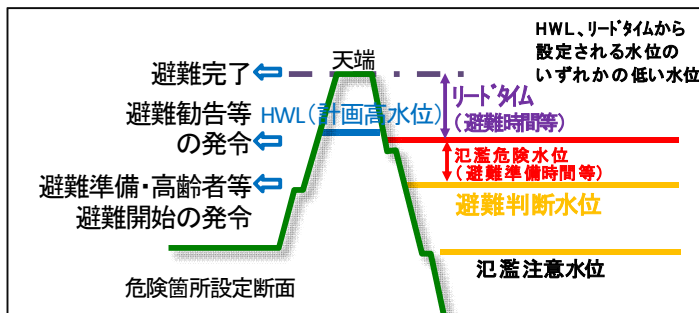 HWL、リードタイムから
設定される水位の
いずれかの低い水位
天端
避難完了
リードタイム
(避難時間等)
避難勧告等
の発令
HWL(計画高水位)
氾濫危険水位
(避難準備時間等)
避難準備・高齢者等
避難開始の発令
避難判断水位
氾濫注意水位
危険箇所設定断面